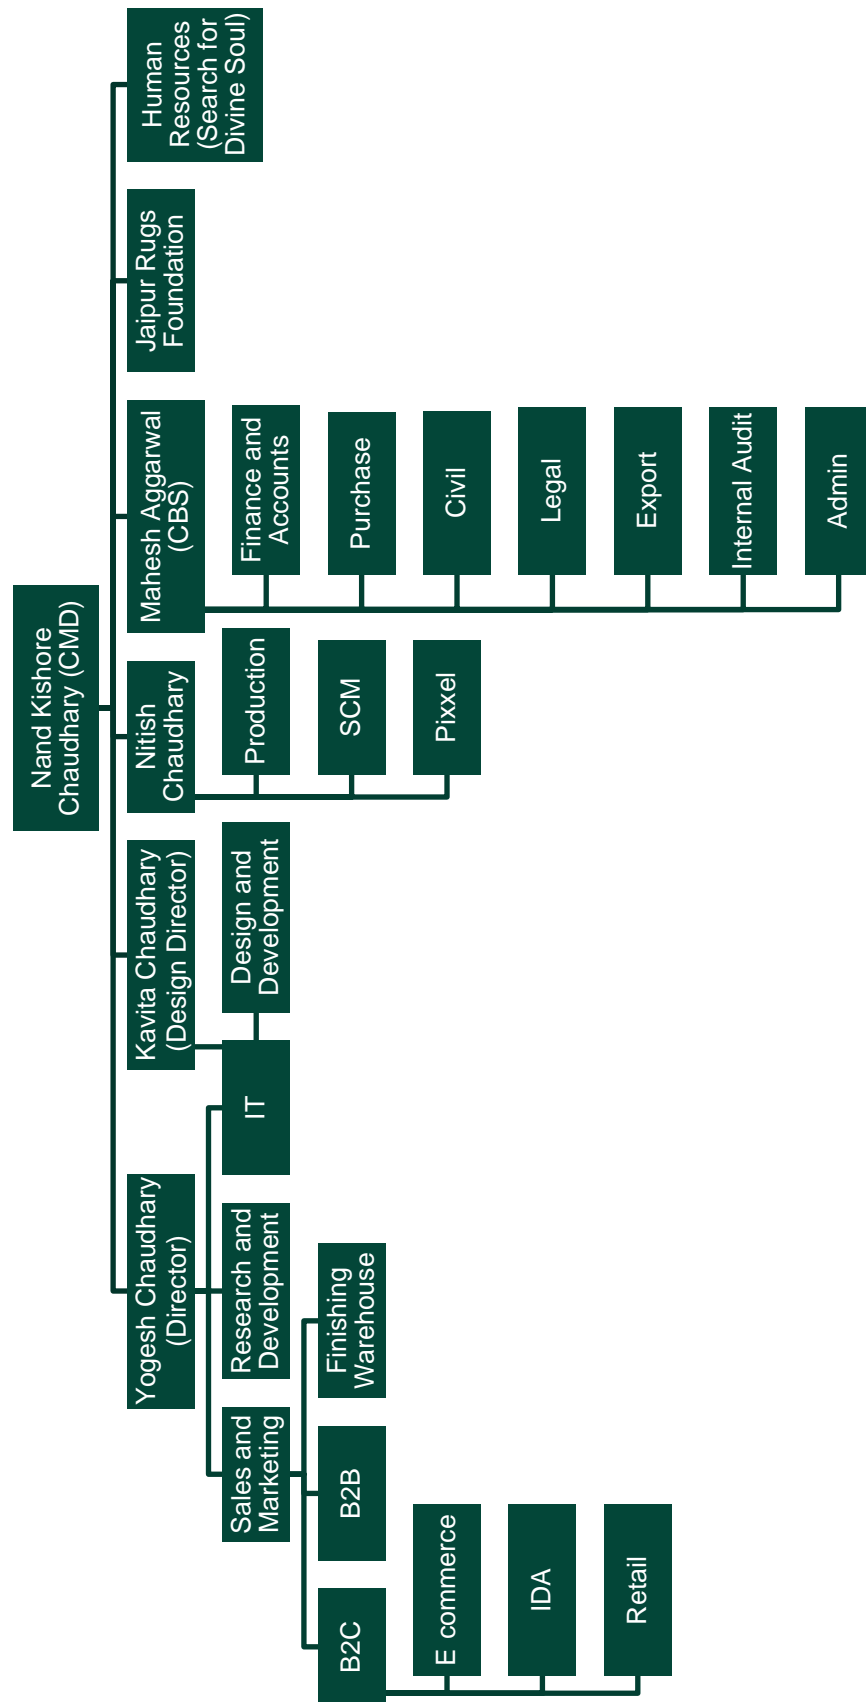 Nand Kishore
Chaudhary (CMD)
Yogesh Chaudhary
(Director)
Kavita Chaudhary
(Design Director)
Nitish
Chaudhary
Mahesh Aggarwal
(CBS)
Jaipur Rugs
Foundation
Human
Resources
(Search for
Divine Soul)
Sales and
Marketing
Research and
Development
IT
Design and
Development
Production
Finance and
Accounts
B2C
B2B
Finishing
Warehouse
SCM
Purchase
E commerce
Pixxel
Civil
IDA
Legal
Retail
Export
Internal Audit
Admin